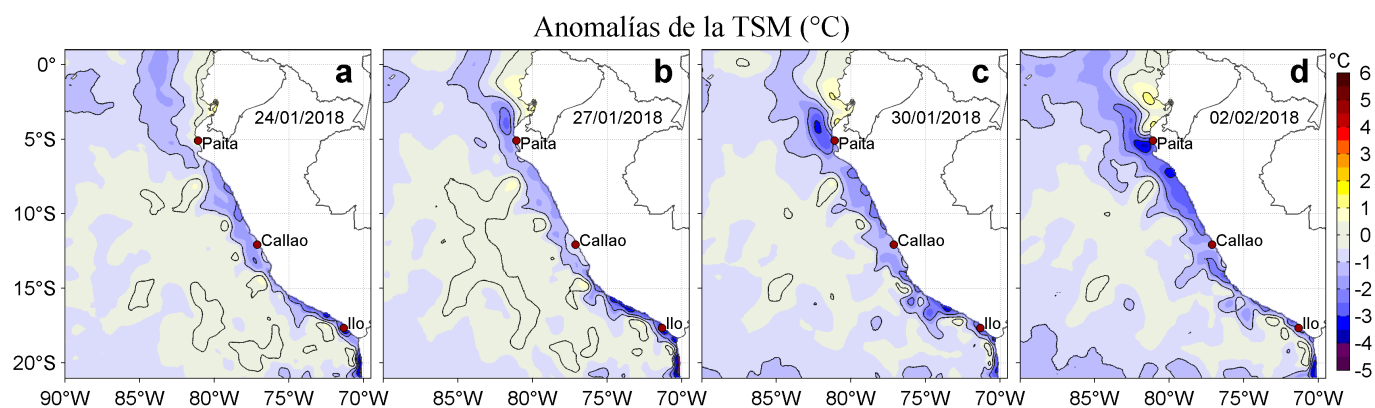 Anomalías de la TSM (°C)
a
b
c
d
°C
24/01/2018
27/01/2018
30/01/2018
02/02/2018
Paita
Paita
Paita
Paita
Callao
Callao
Callao
Callao
Ilo
Ilo
Ilo
Ilo
0°
5°S
10°S
15°S
20°S
90°W 85°W 80°W 75°W 70°W
85°W 80°W 75°W 70°W
85°W 80°W 75°W 70°W
85°W 80°W 75°W 70°W
6
5
4
3
2
1
0
-1
-2
-3
-4
-5